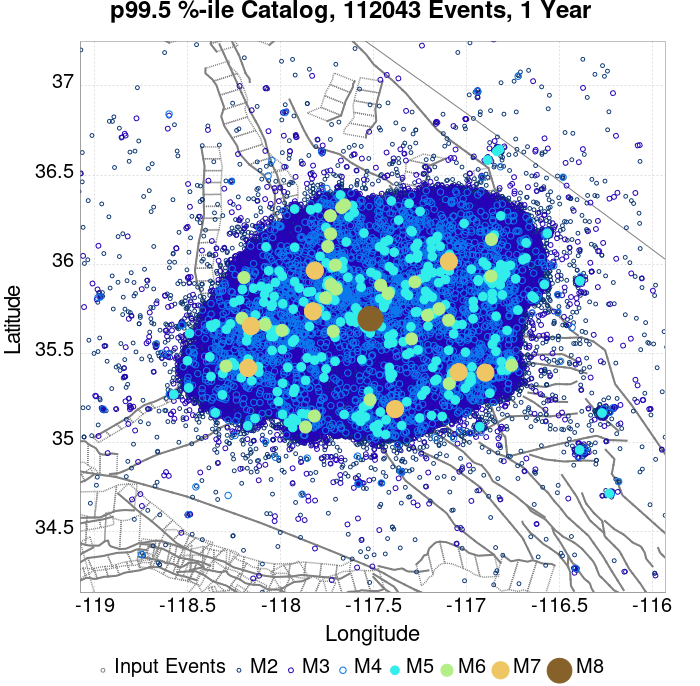 p99.5 %-ile Catalog, 112043 Events, 1 Year
37
36.5
36
35.5
35
34.5
Latitude
-119 -118.5 -118 -117.5 -117 -116.5 -116
Longitude
Input Events M2 M3 M4 M5 M6 M7 M8